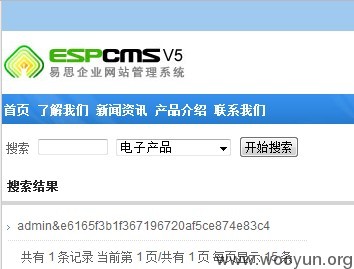 ESPCMS V5
易思企业网站管理系统
首页 了解我们 新闻资讯 产品介绍 联系我们
搜索 电子产品 开始搜索
搜索结果
admin&e6165f3b1f367196720af5ce874e83c4
共有 1 条记录 当前第 1 页/共有 1 页 每页显示 15 条
www.wooyun.org